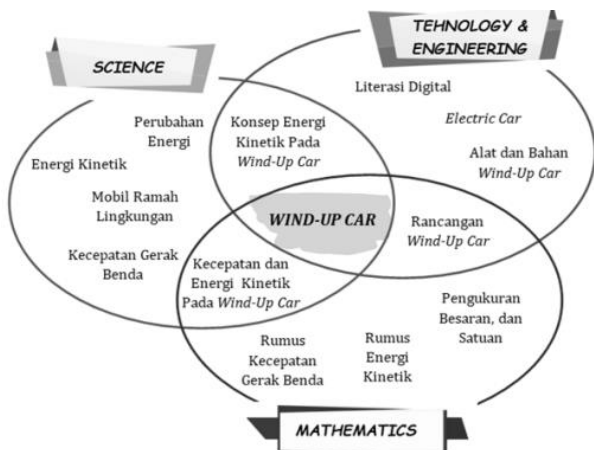 TEHNOLOGY &
ENGINEERING
SCIENCE
Literasi Digital
Electric Car
Alat dan Bahan
Wind-Up Car
Perubahan
Energi
Konsep Energi
Kinetik Pada
Wind-Up Car
Energi Kinetik
Mobil Ramah
Lingkungan
Kecepatan Gerak
Benda
WIND-UP CAR
Rancangan
Wind-Up Car
Kecepatan dan
Energi Kinetik
Pada Wind-Up Car
Pengukuran
Besaran, dan
Satuan
Rumus
Kecepatan
Gerak Benda
Rumus
Energi
Kinetik
MATHEMATICS